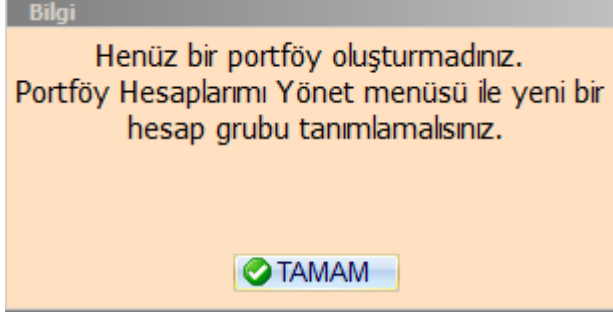 Bilgi
Henüz bir portföy oluşturmadınız.
Portföy Hesaplarımı Yönet menüsü ile yeni bir
hesap grubu tanımlamalısınız.
TAMAM